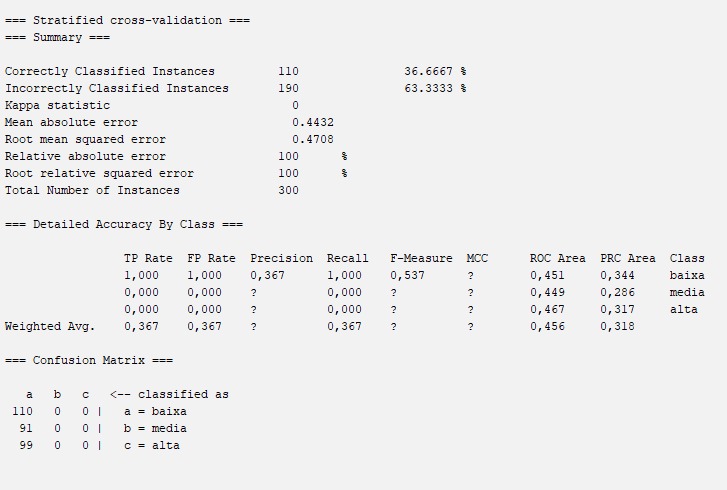 === Stratified cross-validation ===
=== Summary ===
Correctly Classified Instances 110 36.6667 %
Incorrectly Classified Instances 190 63.3333 %
Kappa statistic 0
Mean absolute error 0.4432
Root mean squared error 0.4708
Relative absolute error 100 %
Root relative squared error 100 %
Total Number of Instances 300
=== Detailed Accuracy By Class ===
TP Rate FP Rate Precision Recall F-Measure MCC ROC Area PRC Area Class
1,000 1,000 0,367 1,000 0,537 ? 0,451 0,344 baixa
0,000 0,000 ? 0,000 ? ? 0,449 0,286 media
0,000 0,000 ? 0,000 ? ? 0,467 0,317 alta
Weighted Avg. 0,367 0,367 ? 0,367 ? ? 0,456 0,318
=== Confusion Matrix ===
a b c <-- classified as
110 0 0 | a = baixa
91 0 0 | b = media
99 0 0 | c = alta